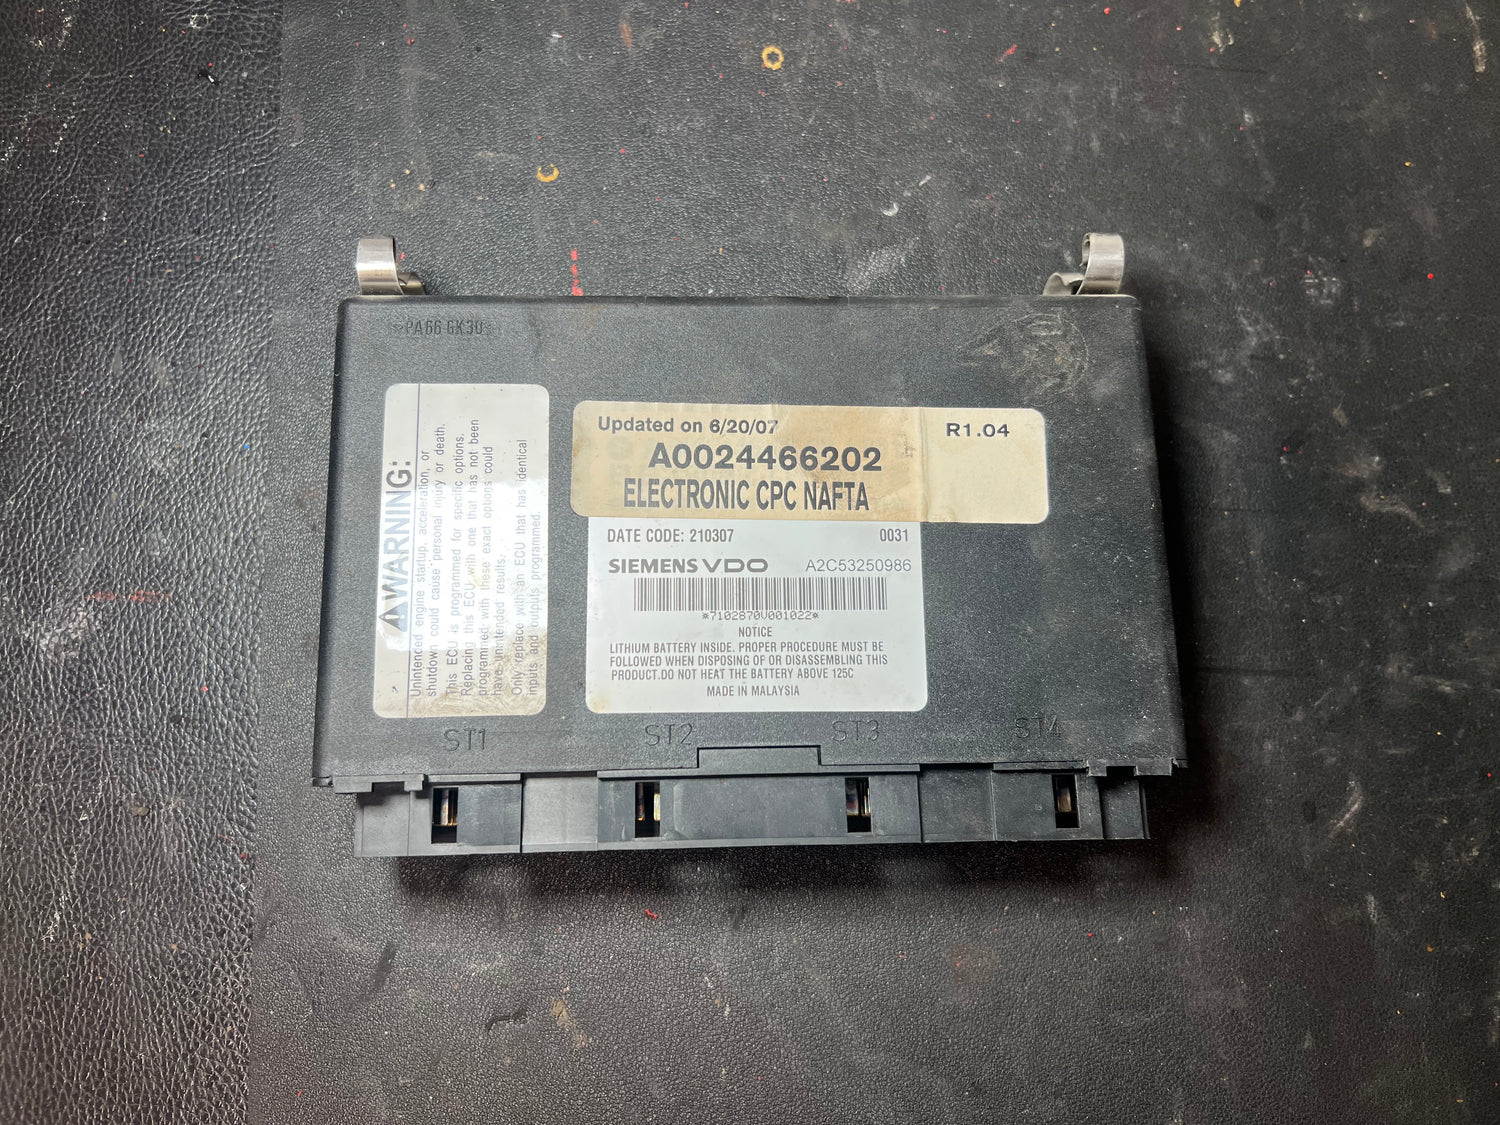 >PA66 GK30<
WARNING:
Unintended engine startup, acceleration, or
shutdown could cause personal injury or death.
This ECU is programmed for specific options.
Replacing this ECU with one that has not been
programmed with these exact options could
have unintended results.
Only replace with an ECU that has identical
inputs and outputs programmed.
Updated on 6/20/07
R1.04
A0024466202
ELECTRONIC CPC NAFTA
DATE CODE: 210307 0031
SIEMENS VDO A2C53250986
*7102870V001022*
NOTICE
LITHIUM BATTERY INSIDE. PROPER PROCEDURE MUST BE
FOLLOWED WHEN DISPOSING OF OR DISASSEMBLING THIS
PRODUCT.DO NOT HEAT THE BATTERY ABOVE 125C
MADE IN MALAYSIA
ST1 ST2 ST3 ST4